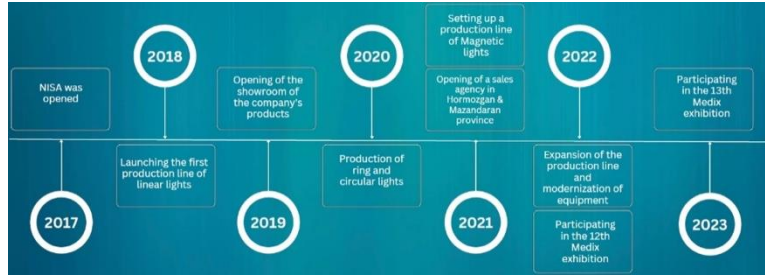 NISA was
opened
2017
2018
Launching the first
production line of
linear lights
Opening of the
showroom of
the company's
products
2019
2020
Production of
ring and
circular lights
Setting up a
production line
of Magnetic
lights
Opening of a sales
agency in
Hormozgan &
Mazandaran
province
2021
2022
Expansion of the
production line
and
modernization of
equipment
Participating
in the 12th
Medix
exhibition
Participating
in the 13th
Medix
exhibition
2023